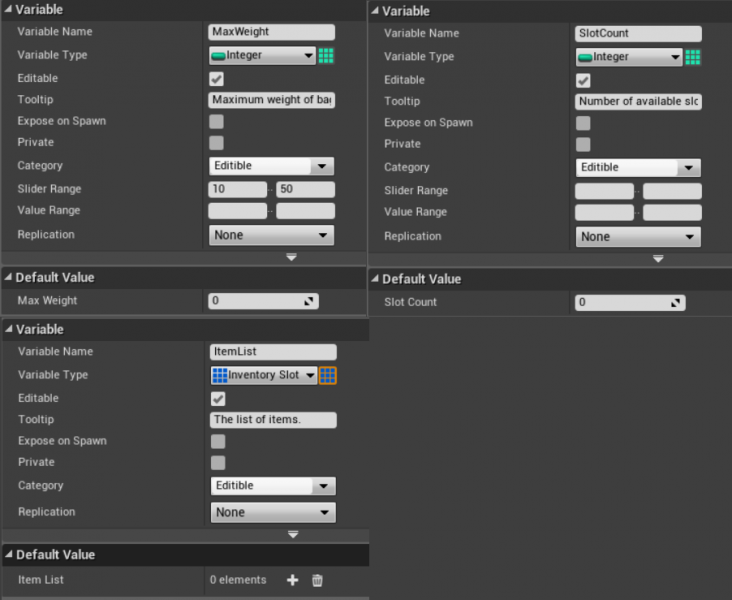 Variable
Variable Name MaxWeight
Variable Type Integer
Editable
Tooltip Maximum weight of bag
Expose on Spawn
Private
Category Editible
Slider Range 10 50
Value Range
Replication None
Default Value
Max Weight 0
Variable
Variable Name SlotCount
Variable Type Integer
Editable
Tooltip Number of available slo
Expose on Spawn
Private
Category Editible
Slider Range
Value Range
Replication None
Default Value
Slot Count 0
Variable
Variable Name ItemList
Variable Type Inventory Slot
Editable
Tooltip The list of items.
Expose on Spawn
Private
Category Editible
Replication None
Default Value
Item List 0 elements